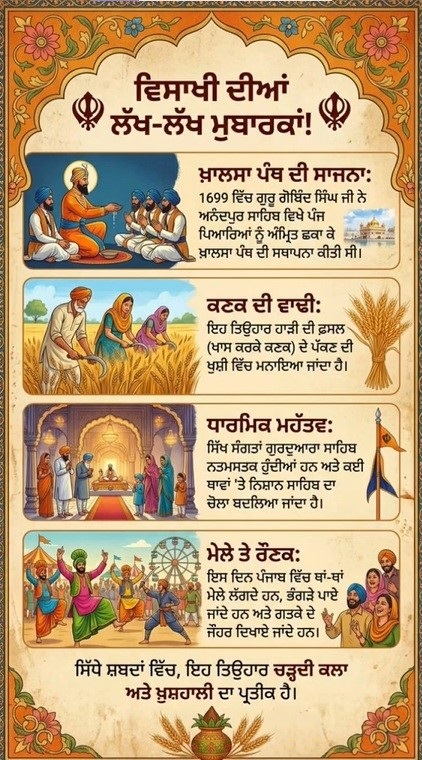 ਵਿਸਾਖੀ ਦੀਆਂ
ਲੱਖ-ਲੱਖ ਮੁਬਾਰਕਾਂ!
ਖ਼ਾਲਸਾ ਪੰਥ ਦੀ ਸਾਜਨਾ:
1699 ਵਿੱਚ ਗੁਰੂ ਗੋਬਿੰਦ ਸਿੰਘ ਜੀ ਨੇ
ਅਨੰਦਪੁਰ ਸਾਹਿਬ ਵਿਖੇ ਪੰਜ
ਪਿਆਰਿਆਂ ਨੂੰ ਅੰਮ੍ਰਿਤ ਛਕਾ ਕੇ
ਖ਼ਾਲਸਾ ਪੰਥ ਦੀ ਸਥਾਪਨਾ ਕੀਤੀ ਸੀ।
ਕਣਕ ਦੀ ਵਾਢੀ:
ਇਹ ਤਿਉਹਾਰ ਹਾੜੀ ਦੀ ਫ਼ਸਲ
(ਖਾਸ ਕਰਕੇ ਕਣਕ) ਦੇ ਪੱਕਣ ਦੀ
ਖੁਸ਼ੀ ਵਿੱਚ ਮਨਾਇਆ ਜਾਂਦਾ ਹੈ।
ਧਾਰਮਿਕ ਮਹੱਤਵ:
ਸਿੱਖ ਸੰਗਤਾਂ ਗੁਰਦੁਆਰਾ ਸਾਹਿਬ
ਨਤਮਸਤਕ ਹੁੰਦੀਆਂ ਹਨ ਅਤੇ ਕਈ
ਥਾਵਾਂ 'ਤੇ ਨਿਸ਼ਾਨ ਸਾਹਿਬ ਦਾ
ਚੋਲਾ ਬਦਲਿਆ ਜਾਂਦਾ ਹੈ।
ਮੇਲੇ ਤੇ ਰੌਣਕ:
ਇਸ ਦਿਨ ਪੰਜਾਬ ਵਿੱਚ ਥਾਂ-ਥਾਂ
ਮੇਲੇ ਲੱਗਦੇ ਹਨ, ਭੰਗੜੇ ਪਾਏ
ਜਾਂਦੇ ਹਨ ਅਤੇ ਗਤਕੇ ਦੇ
ਜੌਹਰ ਦਿਖਾਏ ਜਾਂਦੇ ਹਨ।
ਸਿੱਧੇ ਸ਼ਬਦਾਂ ਵਿੱਚ, ਇਹ ਤਿਉਹਾਰ ਚੜ੍ਹਦੀ ਕਲਾ
ਅਤੇ ਖ਼ੁਸ਼ਹਾਲੀ ਦਾ ਪ੍ਰਤੀਕ ਹੈ।